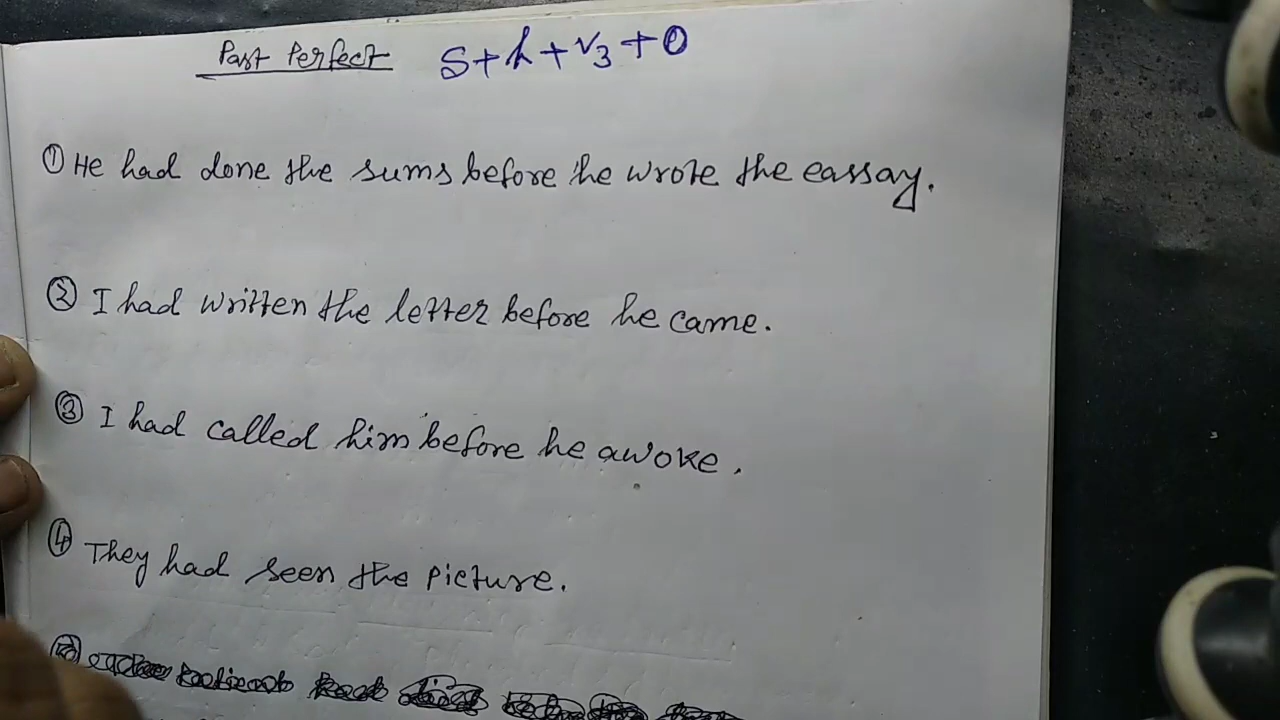 Past Perfect S+h+V3+O
① He had done the sums before he wrote the eassay.
② I had written the letter before he came.
③ I had called him before he awoke.
④ They had seen the picture.
⑤